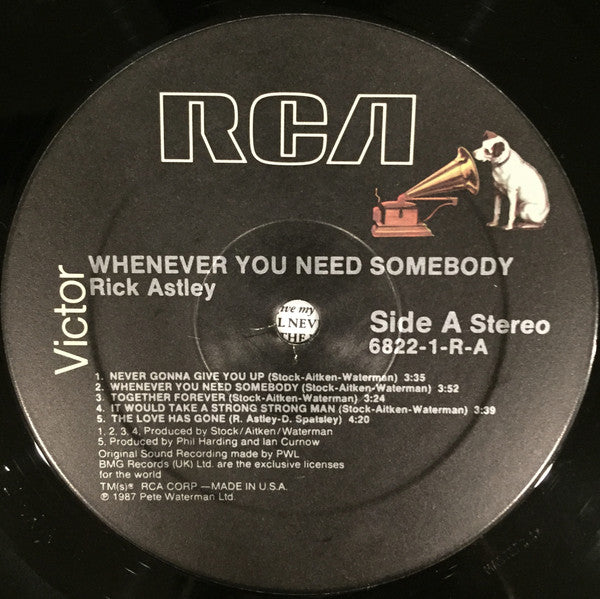 RCA
Victor
WHENEVER YOU NEED SOMEBODY
Rick Astley
ve my
L NEV
THE
Side A Stereo
6822-1-R-A
1. NEVER GONNA GIVE YOU UP (Stock-Aitken-Waterman) 3:35
2. WHENEVER YOU NEED SOMEBODY (Stock-Aitken-Waterman) 3:52
3. TOGETHER FOREVER (Stock-Aitken-Waterman) 3:24
4. IT WOULD TAKE A STRONG STRONG MAN (Stock-Aitken-Waterman) 3:39
5. THE LOVE HAS GONE (R. Astley-D. Spatsley) 4:20
1, 2, 3, 4, Produced by Stock/Aitken/Waterman
5. Produced by Phil Harding and Ian Curnow
Original Sound Recording made by PWL
BMG Records (UK) Ltd. are the exclusive licenses
for the world
TM(s)® RCA CORP —MADE IN U.S.A.
℗ 1987 Pete Waterman Ltd.